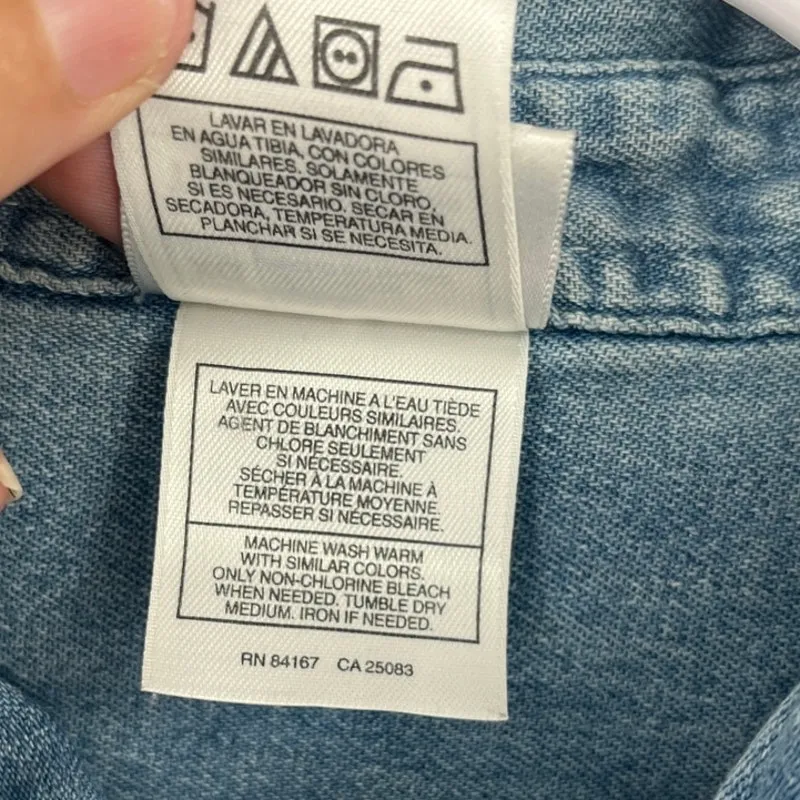 LAVAR EN LAVADORA
EN AGUA TIBIA, CON COLORES
SIMILARES. SOLAMENTE
BLANQUEADOR SIN CLORO,
SI ES NECESARIO. SECAR EN
SECADORA, TEMPERATURA MEDIA.
PLANCHAR SI SE NECESITA.
LAVER EN MACHINE A L'EAU TIÈDE
AVEC COULEURS SIMILAIRES.
AGENT DE BLANCHIMENT SANS
CHLORE SEULEMENT
SI NÉCESSAIRE.
SÉCHER À LA MACHINE À
TEMPÉRATURE MOYENNE.
REPASSER SI NÉCESSAIRE.
MACHINE WASH WARM
WITH SIMILAR COLORS.
ONLY NON-CHLORINE BLEACH
WHEN NEEDED. TUMBLE DRY
MEDIUM. IRON IF NEEDED.
RN 84167 CA 25083